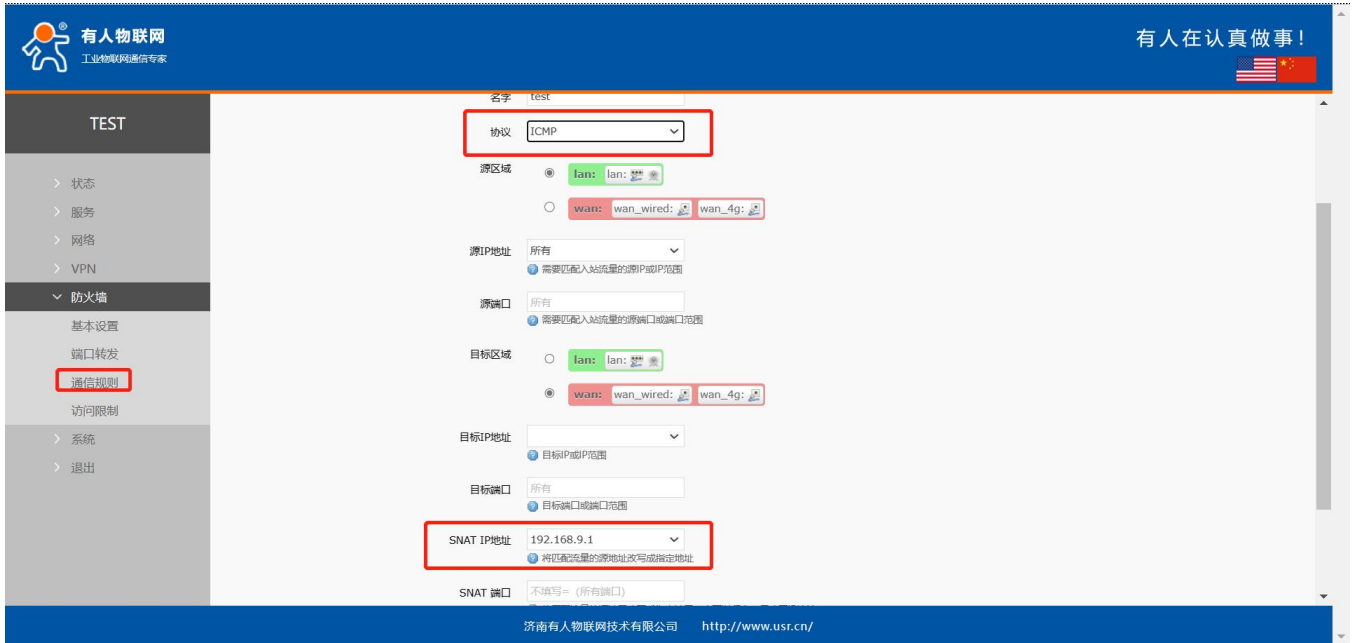 有人物联网
工业物联网通信专家
有人在认真做事!
TEST
状态
服务
网络
VPN
防火墙
基本设置
端口转发
通信规则
访问限制
系统
退出
名字 test
协议 ICMP
源区域 lan: lan:
wan: wan_wired: wan_4g:
源IP地址 所有
需要匹配入站流量的源IP或IP范围
源端口 所有
需要匹配入站流量的源端口或端口范围
目标区域 lan: lan:
wan: wan_wired: wan_4g:
目标IP地址
目标IP或IP范围
目标端口 所有
目标端口或端口范围
SNAT IP地址 192.168.9.1
将匹配流量的源地址改写成指定地址
SNAT 端口 不填写= (所有端口)
济南有人物联网技术有限公司 http://www.usr.cn/